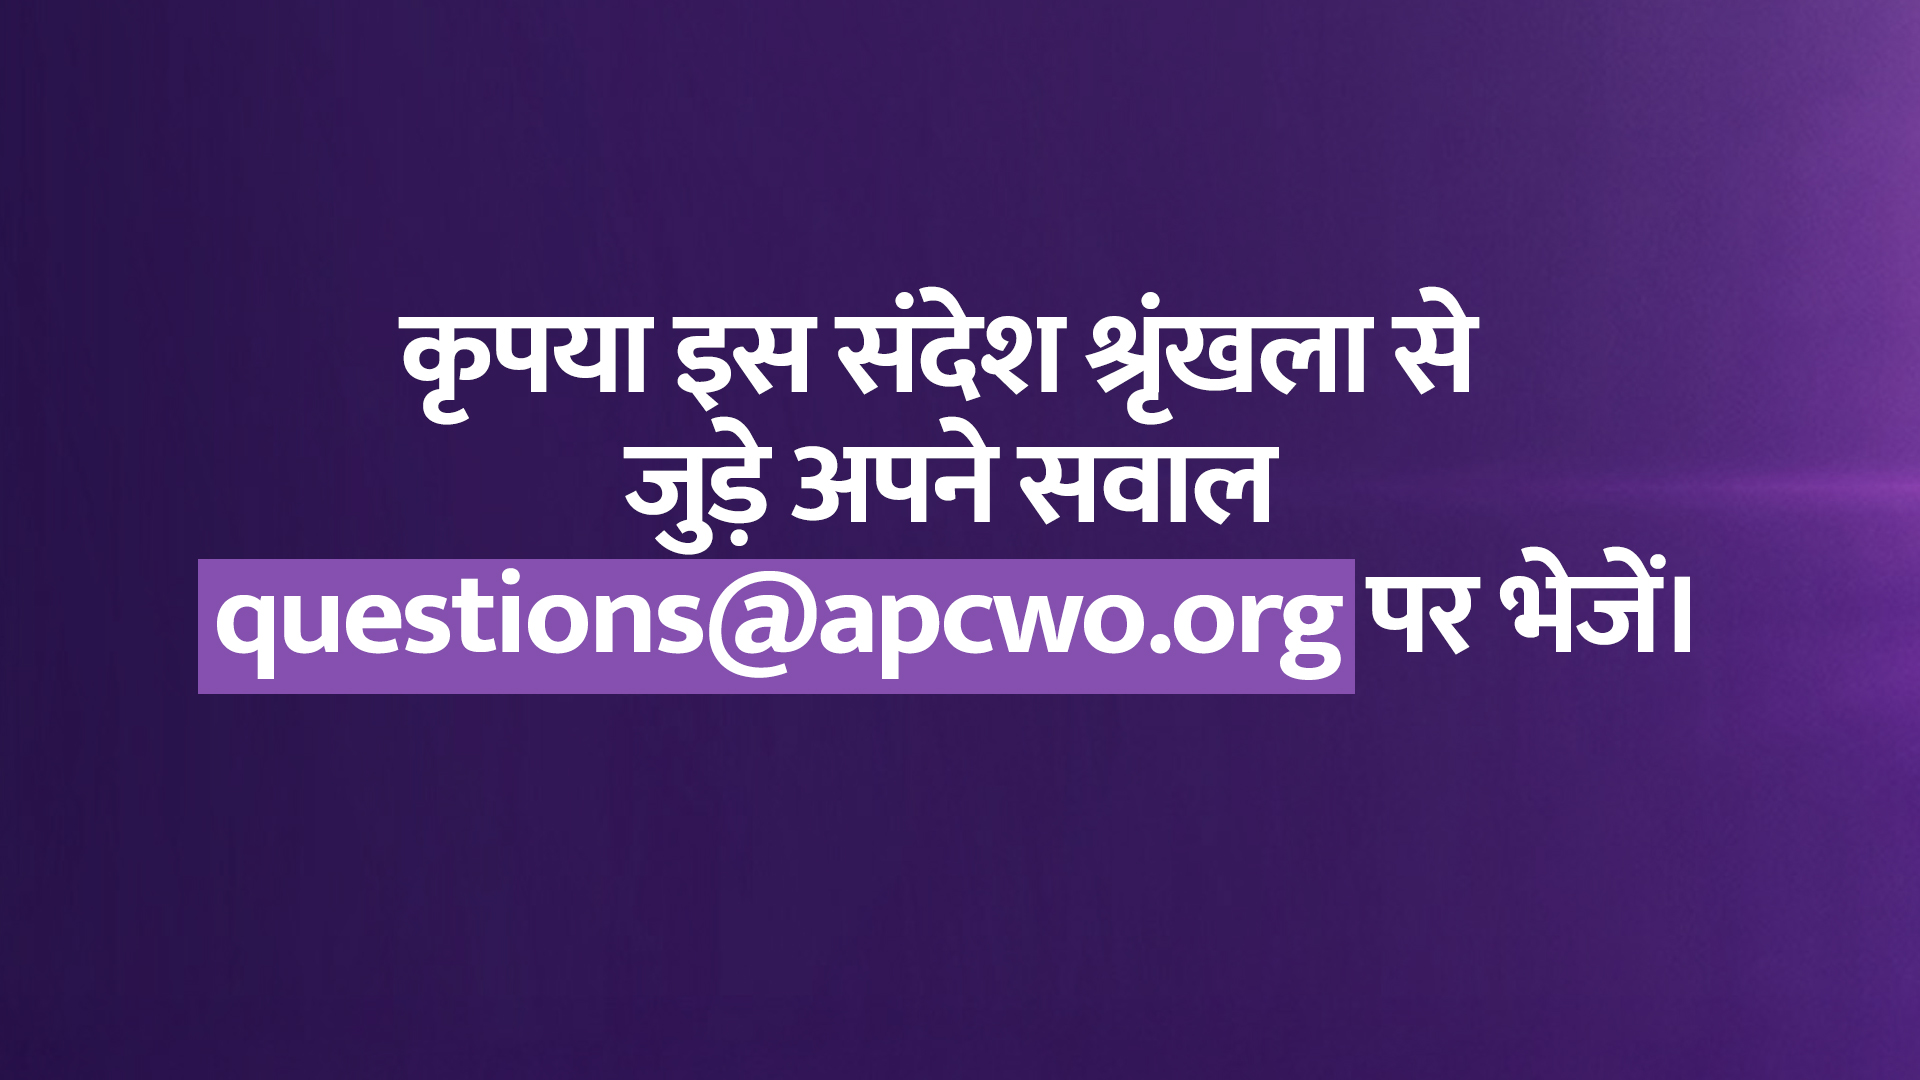 कृपया इस संदेश श्रृंखला से
जुड़े अपने सवाल
questions@apcwo.org पर भेजें।